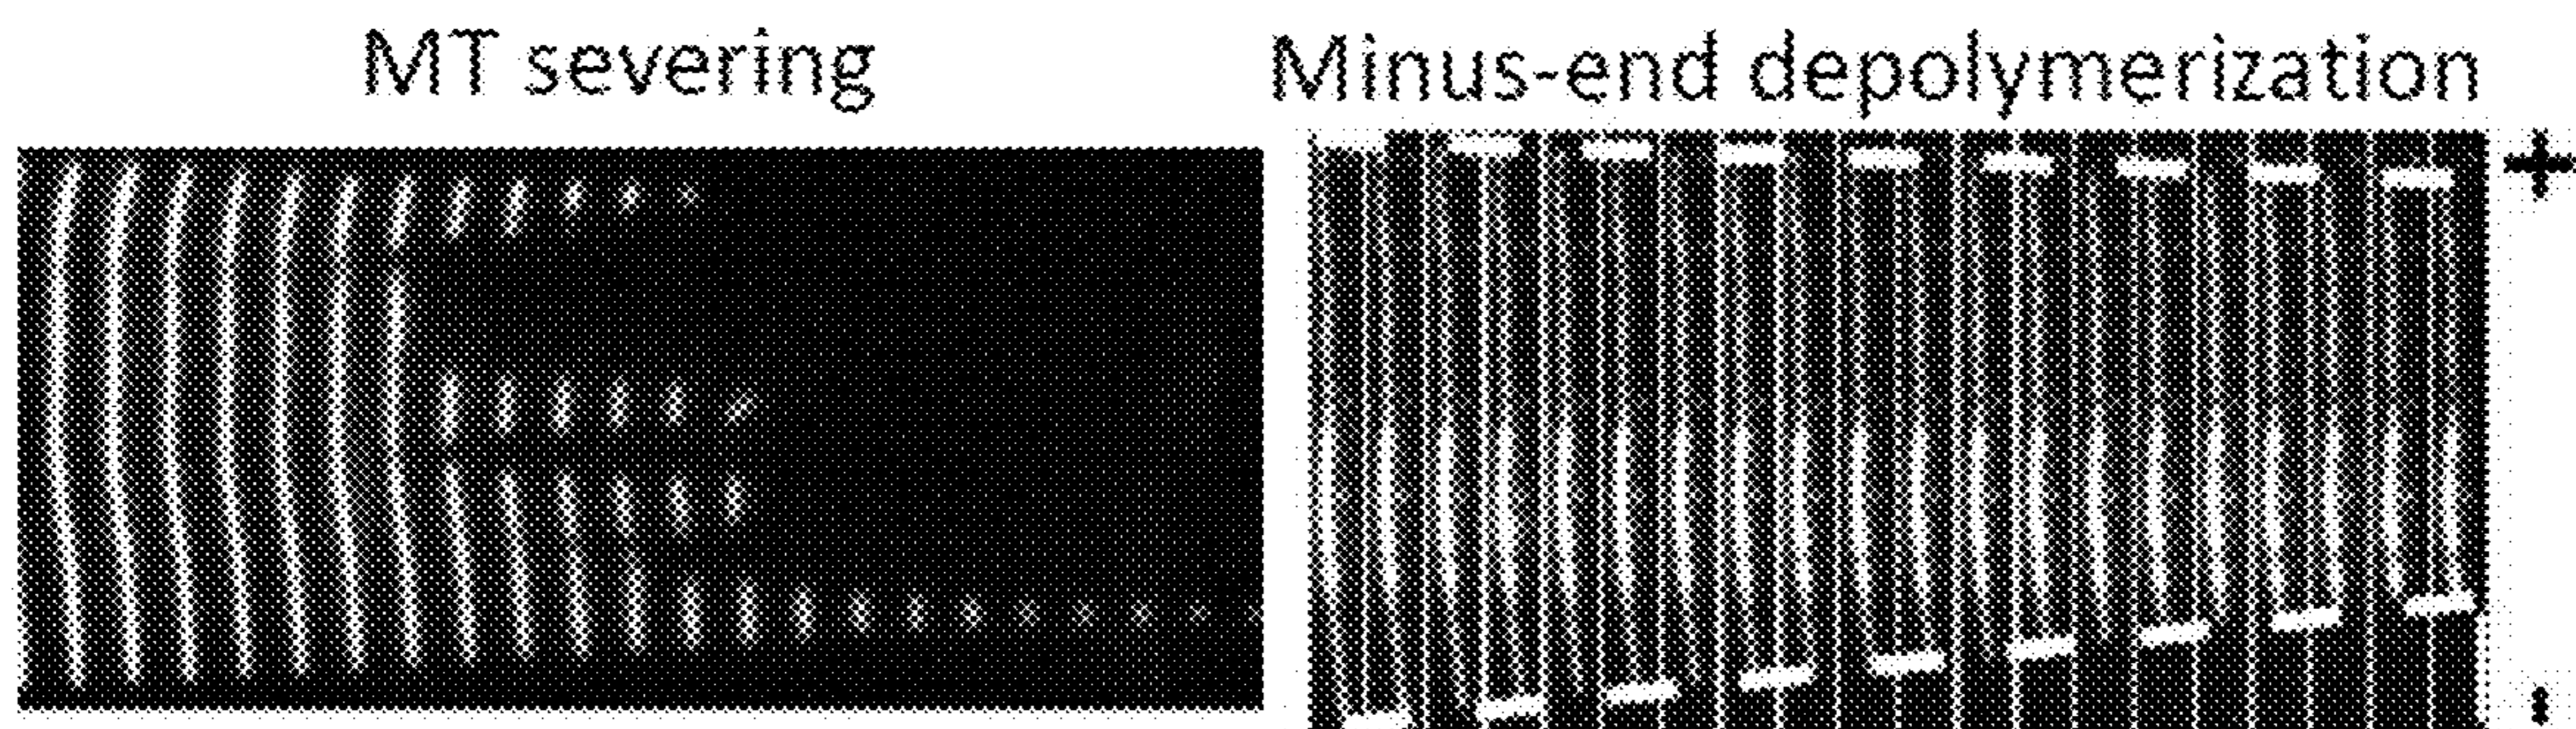 MT severing
Minus-end depolymerization
+
-